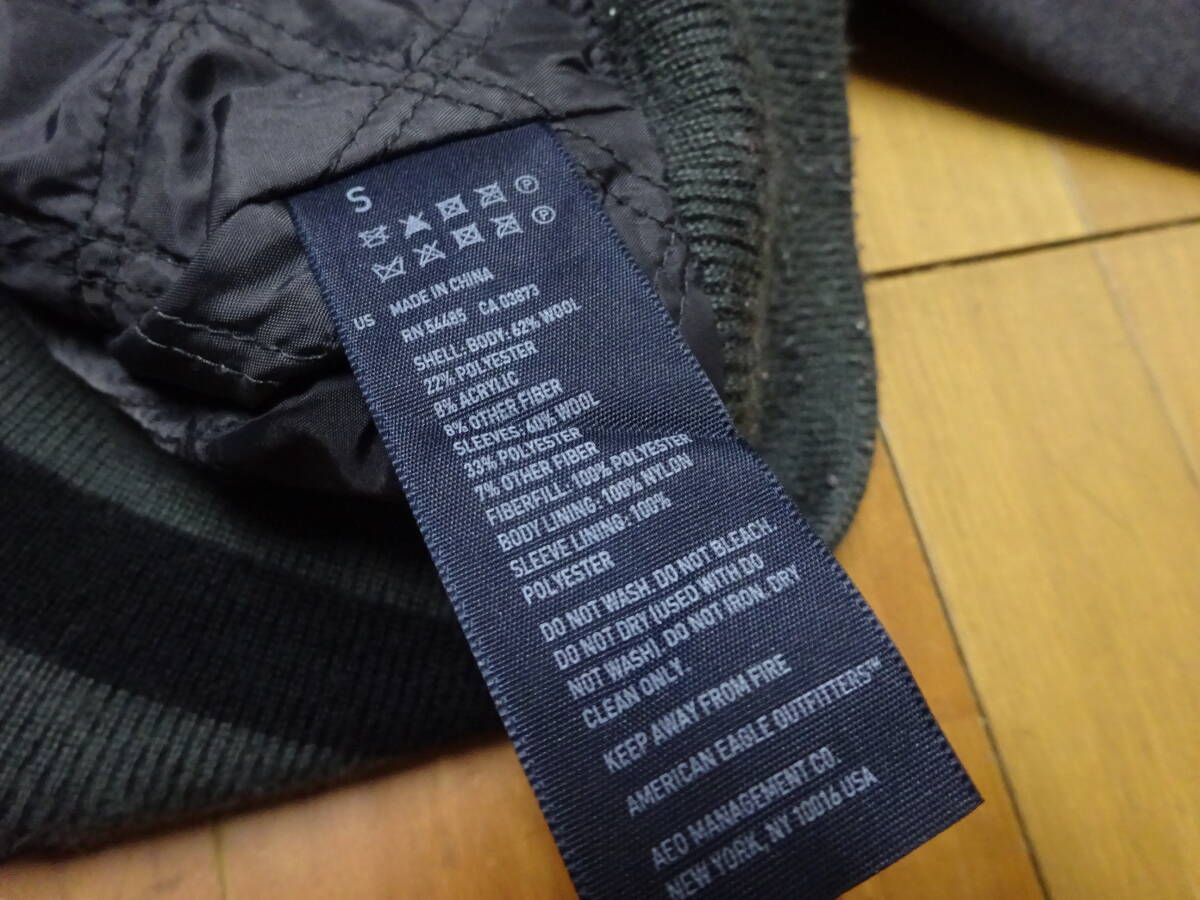 S
P
P
US MADE IN CHINA
RN 54485 CA 03873
SHELL: BODY: 62% WOOL
22% POLYESTER
8% ACRYLIC
8% OTHER FIBER
SLEEVES: 60% WOOL
33% POLYESTER
7% OTHER FIBER
FIBERFILL: 100% POLYESTER
BODY LINING: 100% NYLON
SLEEVE LINING: 100%
POLYESTER
DO NOT WASH. DO NOT BLEACH.
DO NOT DRY (USED WITH DO
NOT WASH). DO NOT IRON. DRY
CLEAN ONLY.
KEEP AWAY FROM FIRE
AMERICAN EAGLE OUTFITTERS™
AEO MANAGEMENT CO.
NEW YORK, NY 10016 USA